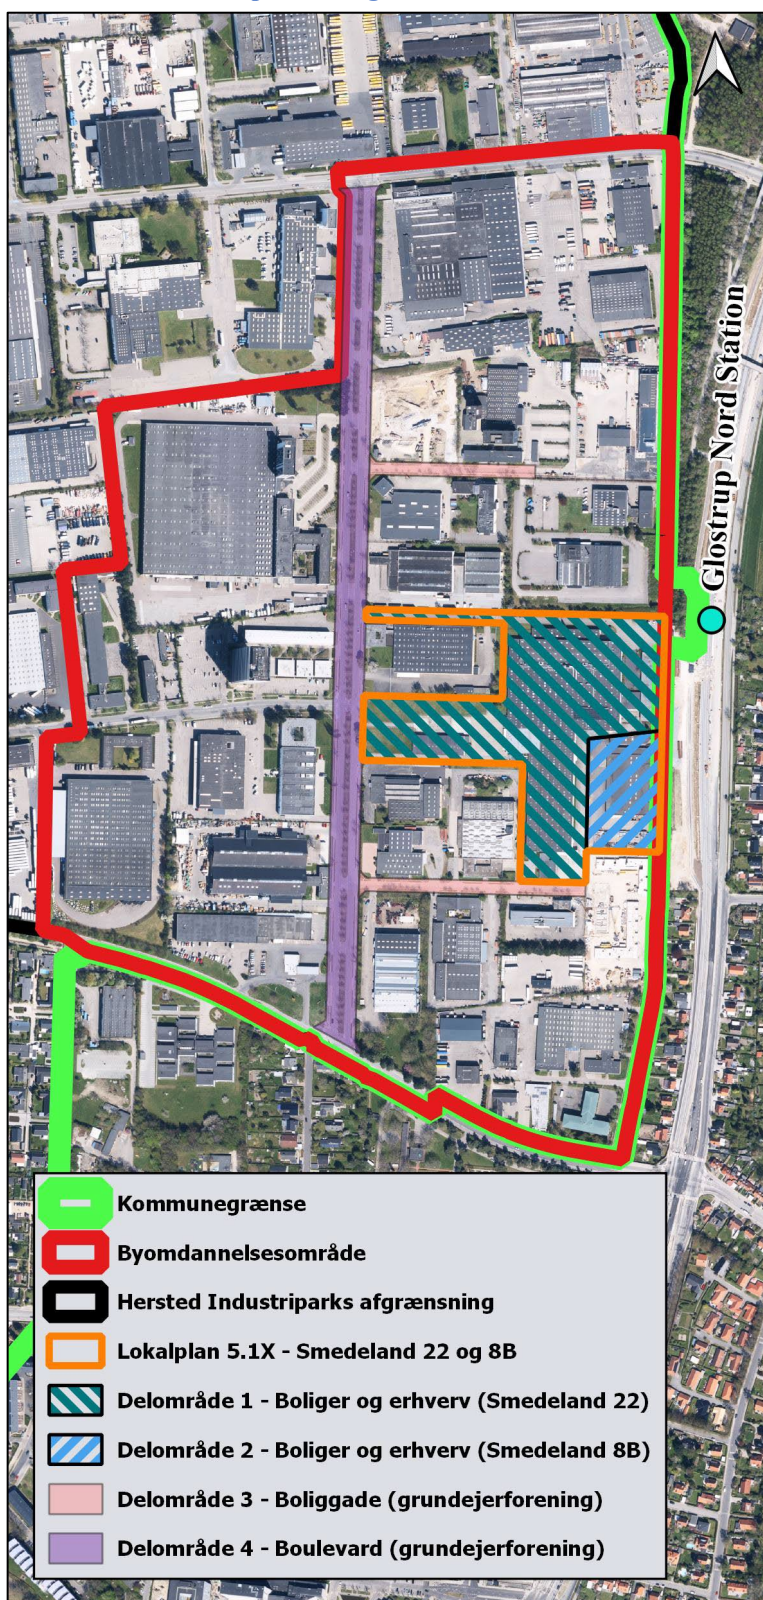 Glostrup Nord Station
Kommunegrænse
Byomdannelsesområde
Hersted Industriparks afgrænsning
Lokalplan 5.1X - Smedeland 22 og 8B
Delområde 1 - Boliger og erhverv (Smedeland 22)
Delområde 2 - Boliger og erhverv (Smedeland 8B)
Delområde 3 - Boliggade (grundejerforening)
Delområde 4 - Boulevard (grundejerforening)